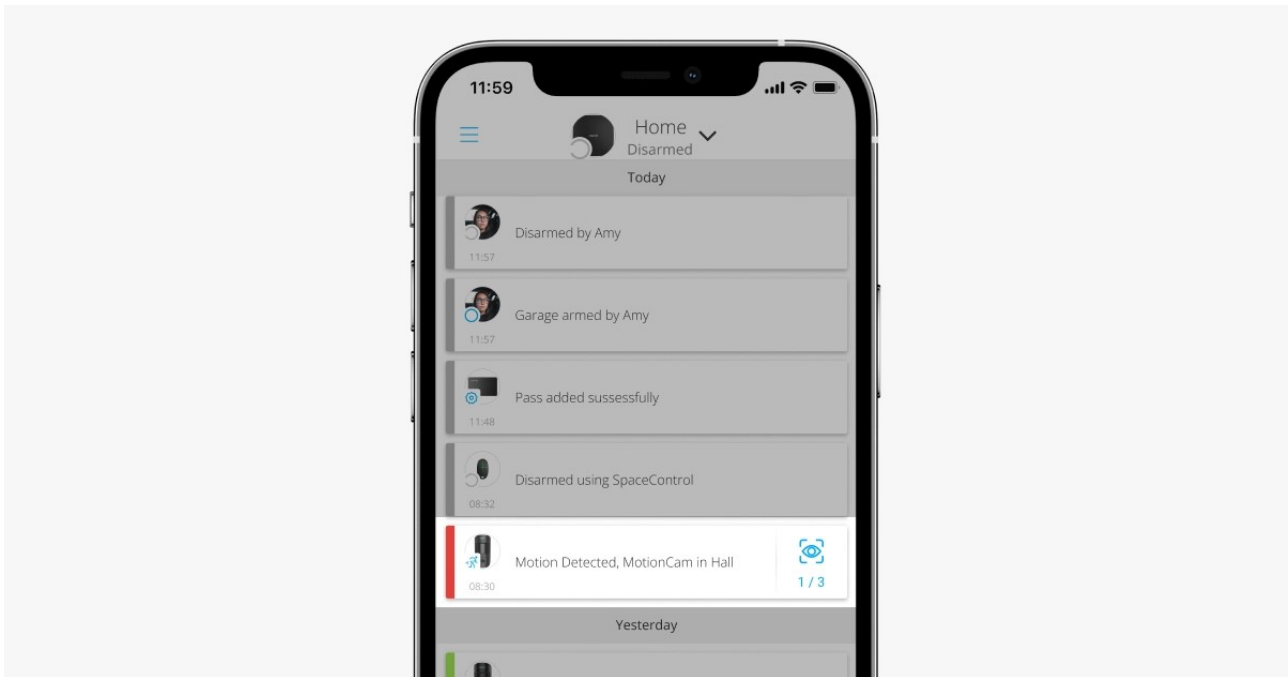 11:59
Home
Disarmed
Today
Disarmed by Amy
11:57
Garage armed by Amy
11:57
Pass added sussessfully
11:48
Disarmed using SpaceControl
08:32
Motion Detected, MotionCam in Hall
08:30
1 / 3
Yesterday